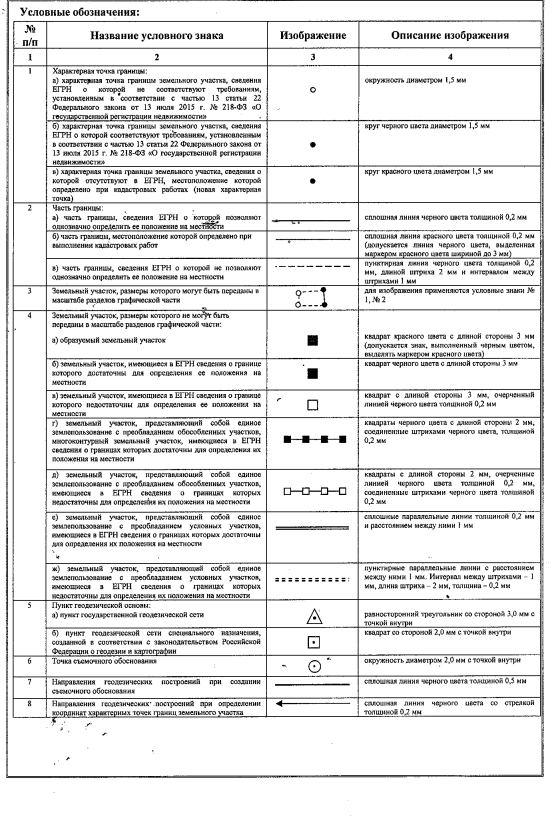 Условные обозначения:
№
п/п
Название условного знака
Изображение
Описание изображения
1
2
3
4
1
Характерная точка границы:
а) характерная точка границы земельного участка, сведения
ЕГРН о которой не соответствуют требованиям,
установленным в соответствии с частью 13 статьи 22
Федерального закона от 13 июля 2015 г. № 218-ФЗ «О
государственной регистрации недвижимости»
окружность диаметром 1,5 мм
б) характерная точка границы земельного участка, сведения
ЕГРН о которой соответствуют требованиям, установленным
в соответствии с частью 13 статьи 22 Федерального закона от
13 июля 2015 г. № 218-ФЗ «О государственной регистрации
недвижимости»
круг черного цвета диаметром 1,5 мм
в) характерная точка границы земельного участка, сведения о
которой отсутствуют в ЕГРН, местоположение которой
определено при кадастровых работах (новая характерная
точка)
круг красного цвета диаметром 1,5 мм
2
Часть границы:
а) часть границы, сведения ЕГРН о которой позволяют
однозначно определить ее положение на местности
сплошная линия черного цвета толщиной 0,2 мм
б) часть границы, местоположение которой определено при
выполнении кадастровых работ
сплошная линия красного цвета толщиной 0,2 мм
(допускается линия черного цвета, выделенная
маркером красного цвета шириной до 3 мм)
в) часть границы, сведения ЕГРН о которой не позволяют
однозначно определить ее положение на местности
пунктирная линия черного цвета толщиной 0,2
мм, длиной штриха 2 мм и интервалом между
штрихами 1 мм
3
Земельный участок, размеры которого могут быть переданы в
масштабе разделов графической части
для изображения применяются условные знаки №
1, № 2
4
Земельный участок, размеры которого не могут быть
переданы в масштабе разделов графической части:
а) образуемый земельный участок
квадрат красного цвета с длиной стороны 3 мм
(допускается знак, выполненный черным цветом,
выделять маркером красного цвета)
б) земельный участок, имеющиеся в ЕГРН сведения о границе
которого достаточны для определения ее положения на
местности
квадрат черного цвета с длиной стороны 3 мм
в) земельный участок, имеющиеся в ЕГРН сведения о границе
которого недостаточны для определения ее положения на
местности
квадрат с длиной стороны 3 мм, очерченный
линией черного цвета толщиной 0,2 мм
г) земельный участок, представляющий собой единое
землепользование с преобладанием обособленных участков,
многоконтурный земельный участок, имеющиеся в ЕГРН
сведения о границах которых достаточны для определения их
положения на местности
квадраты черного цвета с длиной стороны 2 мм,
соединенные штрихами черного цвета, толщиной
0,2 мм
д) земельный участок, представляющий собой единое
землепользование с преобладанием обособленных участков,
имеющиеся в ЕГРН сведения о границах которых
недостаточны для определения их положения на местности
квадраты с длиной стороны 2 мм, очерченные
линией черного цвета толщиной 0,2 мм,
соединенные штрихами черного цвета толщиной
0,2 мм
е) земельный участок, представляющий собой единое
землепользование с преобладанием условных участков,
имеющиеся в ЕГРН сведения о границах которых достаточны
для определения их положения на местности
сплошные параллельные линии толщиной 0,2 мм
и расстоянием между ними 1 мм
ж) земельный участок, представляющий собой единое
землепользование с преобладанием условных участков,
имеющиеся в ЕГРН сведения о границах которых
недостаточны для определения их положения на местности
пунктирные параллельные линии с расстоянием
между ними 1 мм. Интервал между штрихами – 1
мм, длина штриха – 2 мм, толщина – 0,2 мм
5
Пункт геодезической основы:
а) пункт государственной геодезической сети
равносторонний треугольник со стороной 3,0 мм с
точкой внутри
б) пункт геодезической сети специального назначения,
созданной в соответствии с законодательством Российской
Федерации о геодезии и картографии
квадрат со стороной 2,0 мм с точкой внутри
6
Точка съемочного обоснования
окружность диаметром 2,0 мм с точкой внутри
7
Направления геодезических построений при создании
съемочного обоснования
сплошная линия черного цвета толщиной 0,5 мм
8
Направления геодезических построений при определении
координат характерных точек границ земельного участка
сплошная линия черного цвета со стрелкой
толщиной 0,2 мм